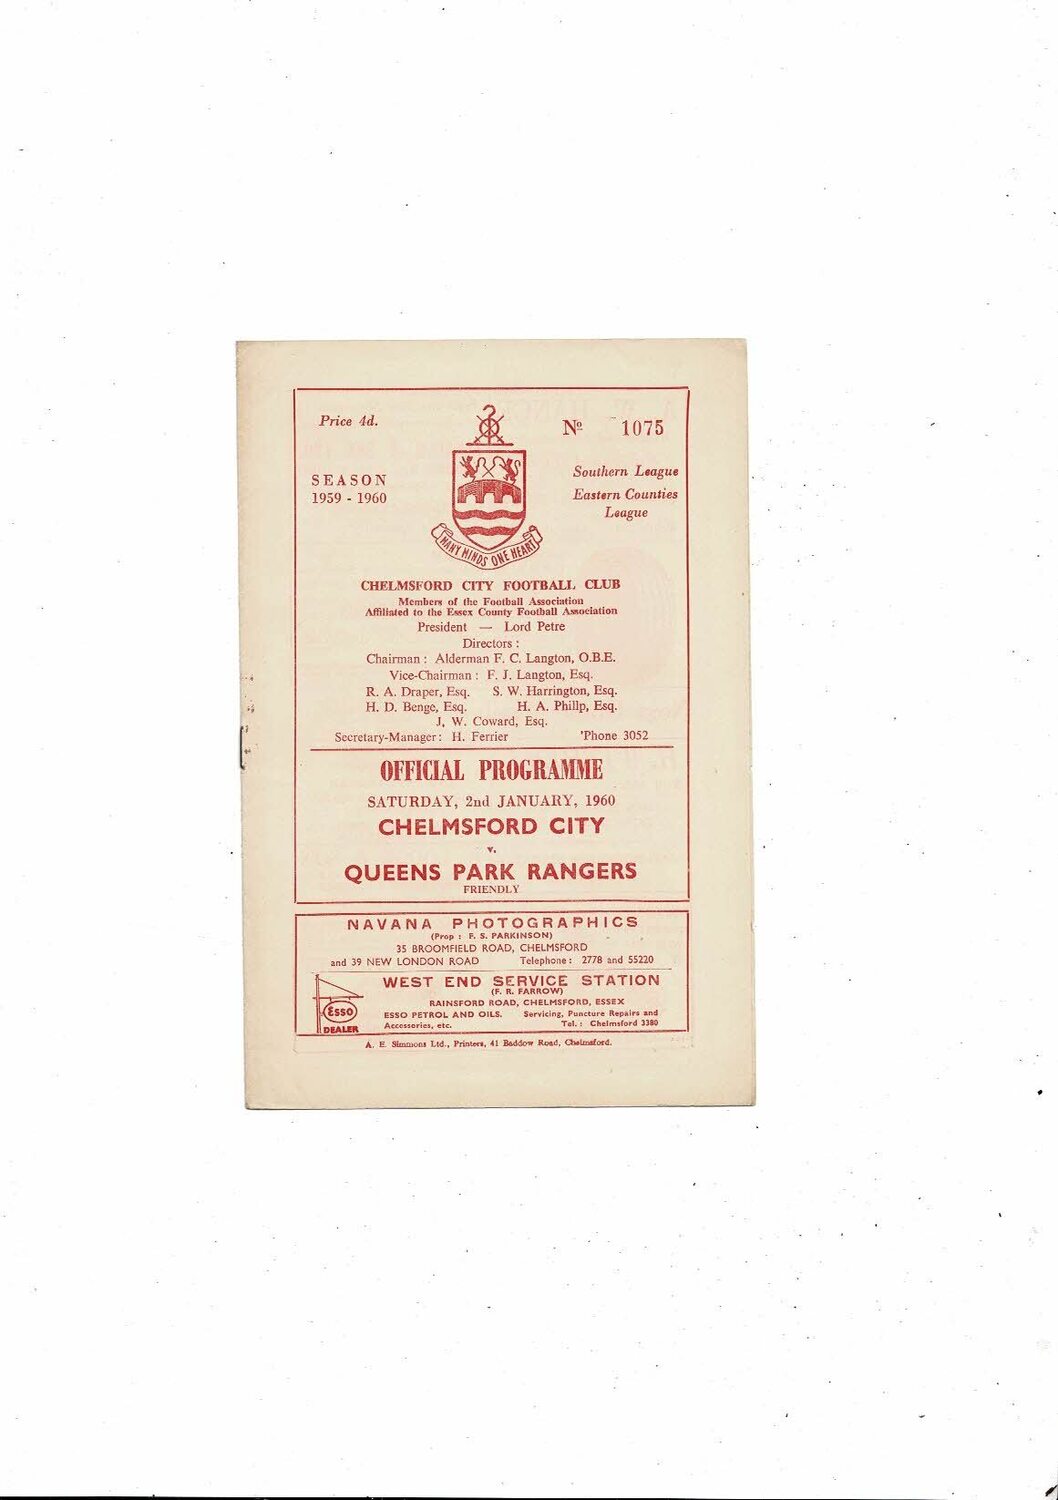 Price 4d.
Nº 1075
SEASON
1959 - 1960
Southern League
Eastern Counties
League
MANY MINDS ONE HEART
CHELMSFORD CITY FOOTBALL CLUB
Members of the Football Association
Affiliated to the Essex County Football Association
President — Lord Petre
Directors :
Chairman : Alderman F. C. Langton, O.B.E.
Vice-Chairman : F. J. Langton, Esq.
R. A. Draper, Esq. S. W. Harrington, Esq.
H. D. Benge, Esq. H. A. Phillp, Esq.
J. W. Coward, Esq.
Secretary-Manager : H. Ferrier 'Phone 3052
OFFICIAL PROGRAMME
SATURDAY, 2nd JANUARY, 1960
CHELMSFORD CITY
v.
QUEENS PARK RANGERS
FRIENDLY
NAVANA PHOTOGRAPHICS
(Prop : F. S. PARKINSON)
35 BROOMFIELD ROAD, CHELMSFORD
and 39 NEW LONDON ROAD Telephone : 2778 and 55220
WEST END SERVICE STATION
(F. R. FARROW)
RAINSFORD ROAD, CHELMSFORD, ESSEX
ESSO PETROL AND OILS. Servicing, Puncture Repairs and
Accessories, etc. Tel. : Chelmsford 3380
Esso
DEALER
A. E. Simmons Ltd., Printers, 41 Baddow Road, Chelmsford.